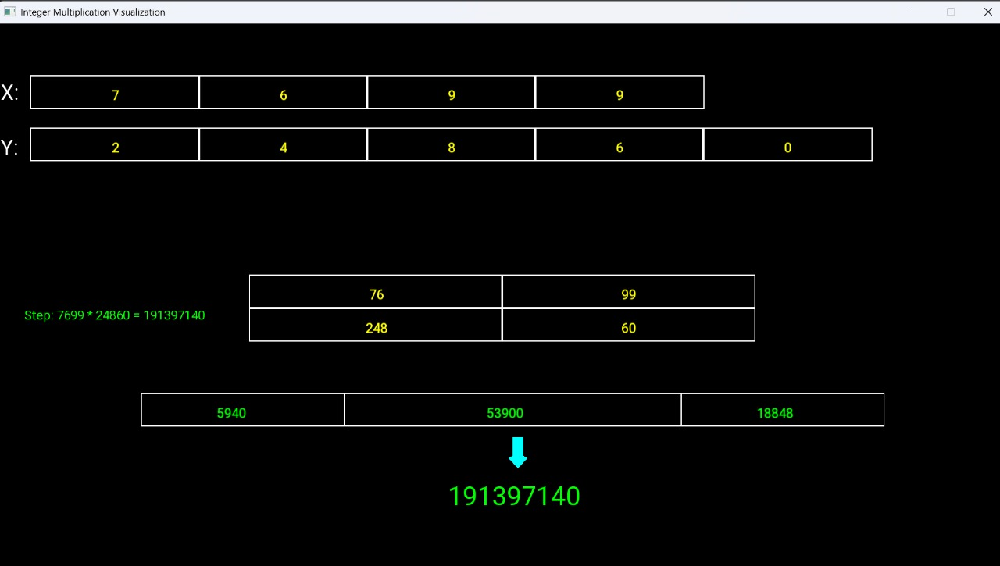 Integer Multiplication Visualization
X: 7 6 9 9
Y: 2 4 8 6 0
76 99
Step: 7699 * 24860 = 191397140
248 60
5940 53900 18848
191397140